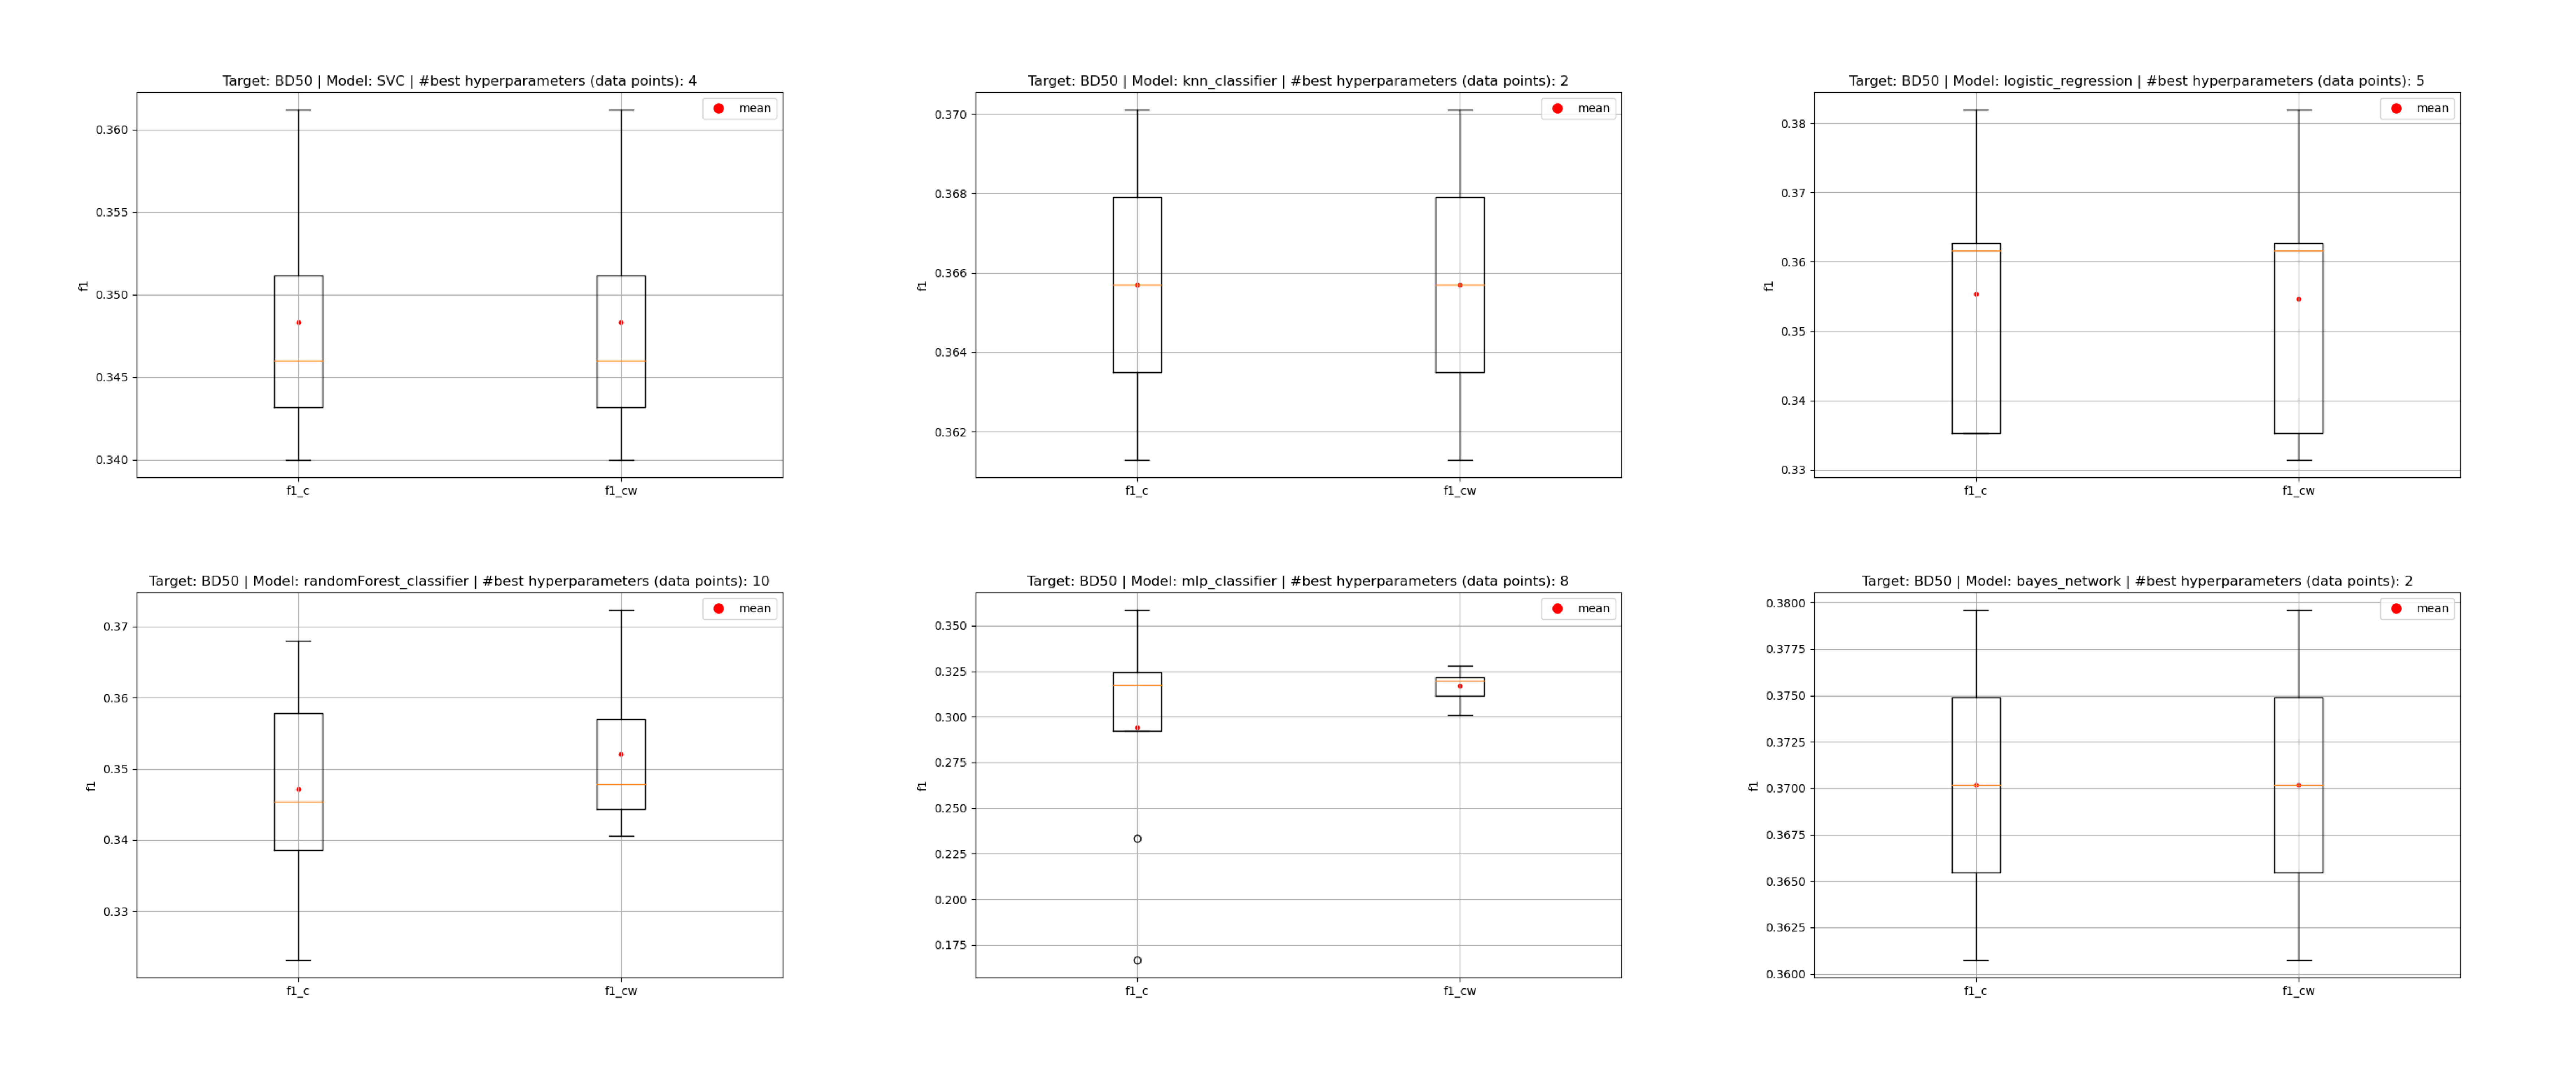 Target: BD50 | Model: SVC | #best hyperparameters (data points): 4
mean
0.360
0.355
0.350
0.345
0.340
f1
f1_c
f1_cw
Target: BD50 | Model: knn_classifier | #best hyperparameters (data points): 2
mean
0.370
0.368
0.366
0.364
0.362
f1
f1_c
f1_cw
Target: BD50 | Model: logistic_regression | #best hyperparameters (data points): 5
mean
0.38
0.37
0.36
0.35
0.34
0.33
f1
f1_c
f1_cw
Target: BD50 | Model: randomForest_classifier | #best hyperparameters (data points): 10
mean
0.37
0.36
0.35
0.34
0.33
f1
f1_c
f1_cw
Target: BD50 | Model: mlp_classifier | #best hyperparameters (data points): 8
mean
0.350
0.325
0.300
0.275
0.250
0.225
0.200
0.175
f1
f1_c
f1_cw
Target: BD50 | Model: bayes_network | #best hyperparameters (data points): 2
mean
0.3800
0.3775
0.3750
0.3725
0.3700
0.3675
0.3650
0.3625
0.3600
f1
f1_c
f1_cw